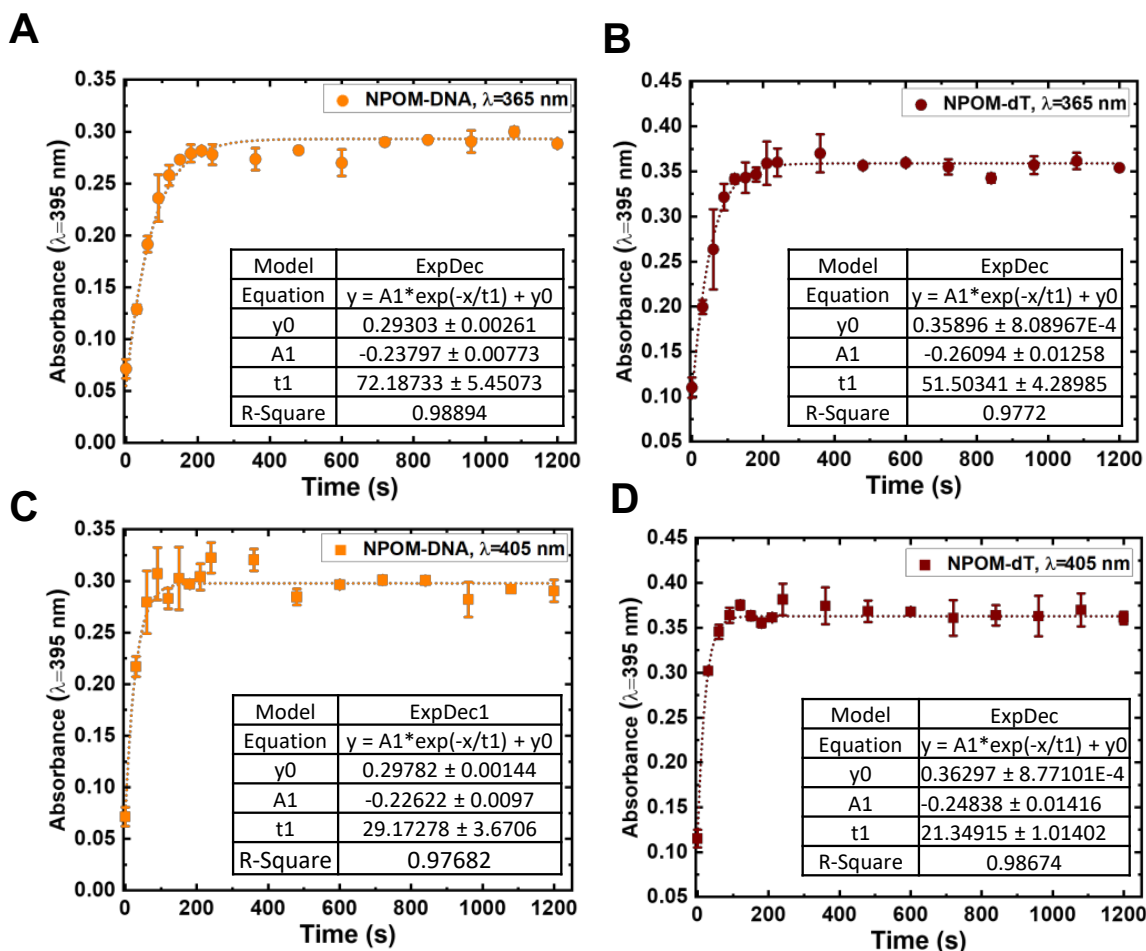 A
NPOM-DNA, λ=365 nm
Absorbance (λ=395 nm)
0.35
0.30
0.25
0.20
0.15
0.10
0.05
0.00
Model ExpDec
Equation y = A1*exp(-x/t1) + y0
y0 0.29303 ± 0.00261
A1 -0.23797 ± 0.00773
t1 72.18733 ± 5.45073
R-Square 0.98894
0 200 400 600 800 1000 1200
Time (s)
B
NPOM-dT, λ=365 nm
Absorbance (λ=395 nm)
0.45
0.40
0.35
0.30
0.25
0.20
0.15
0.10
0.05
Model ExpDec
Equation y = A1*exp(-x/t1) + y0
y0 0.35896 ± 8.08967E-4
A1 -0.26094 ± 0.01258
t1 51.50341 ± 4.28985
R-Square 0.9772
0 200 400 600 800 1000 1200
Time (s)
C
NPOM-DNA, λ=405 nm
Absorbance (λ=395 nm)
0.35
0.30
0.25
0.20
0.15
0.10
0.05
0.00
Model ExpDec1
Equation y = A1*exp(-x/t1) + y0
y0 0.29782 ± 0.00144
A1 -0.22622 ± 0.0097
t1 29.17278 ± 3.6706
R-Square 0.97682
0 200 400 600 800 1000 1200
Time (s)
D
NPOM-dT, λ=405 nm
Absorbance (λ=395 nm)
0.45
0.40
0.35
0.30
0.25
0.20
0.15
0.10
0.05
Model ExpDec
Equation y = A1*exp(-x/t1) + y0
y0 0.36297 ± 8.77101E-4
A1 -0.24838 ± 0.01416
t1 21.34915 ± 1.01402
R-Square 0.98674
0 200 400 600 800 1000 1200
Time (s)